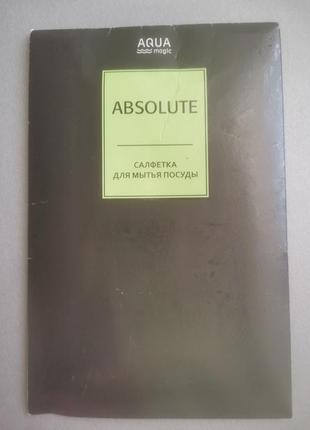 AQUA
magic
ABSOLUTE
САЛФЕТКА
ДЛЯ МЫТЬЯ ПОСУДЫ